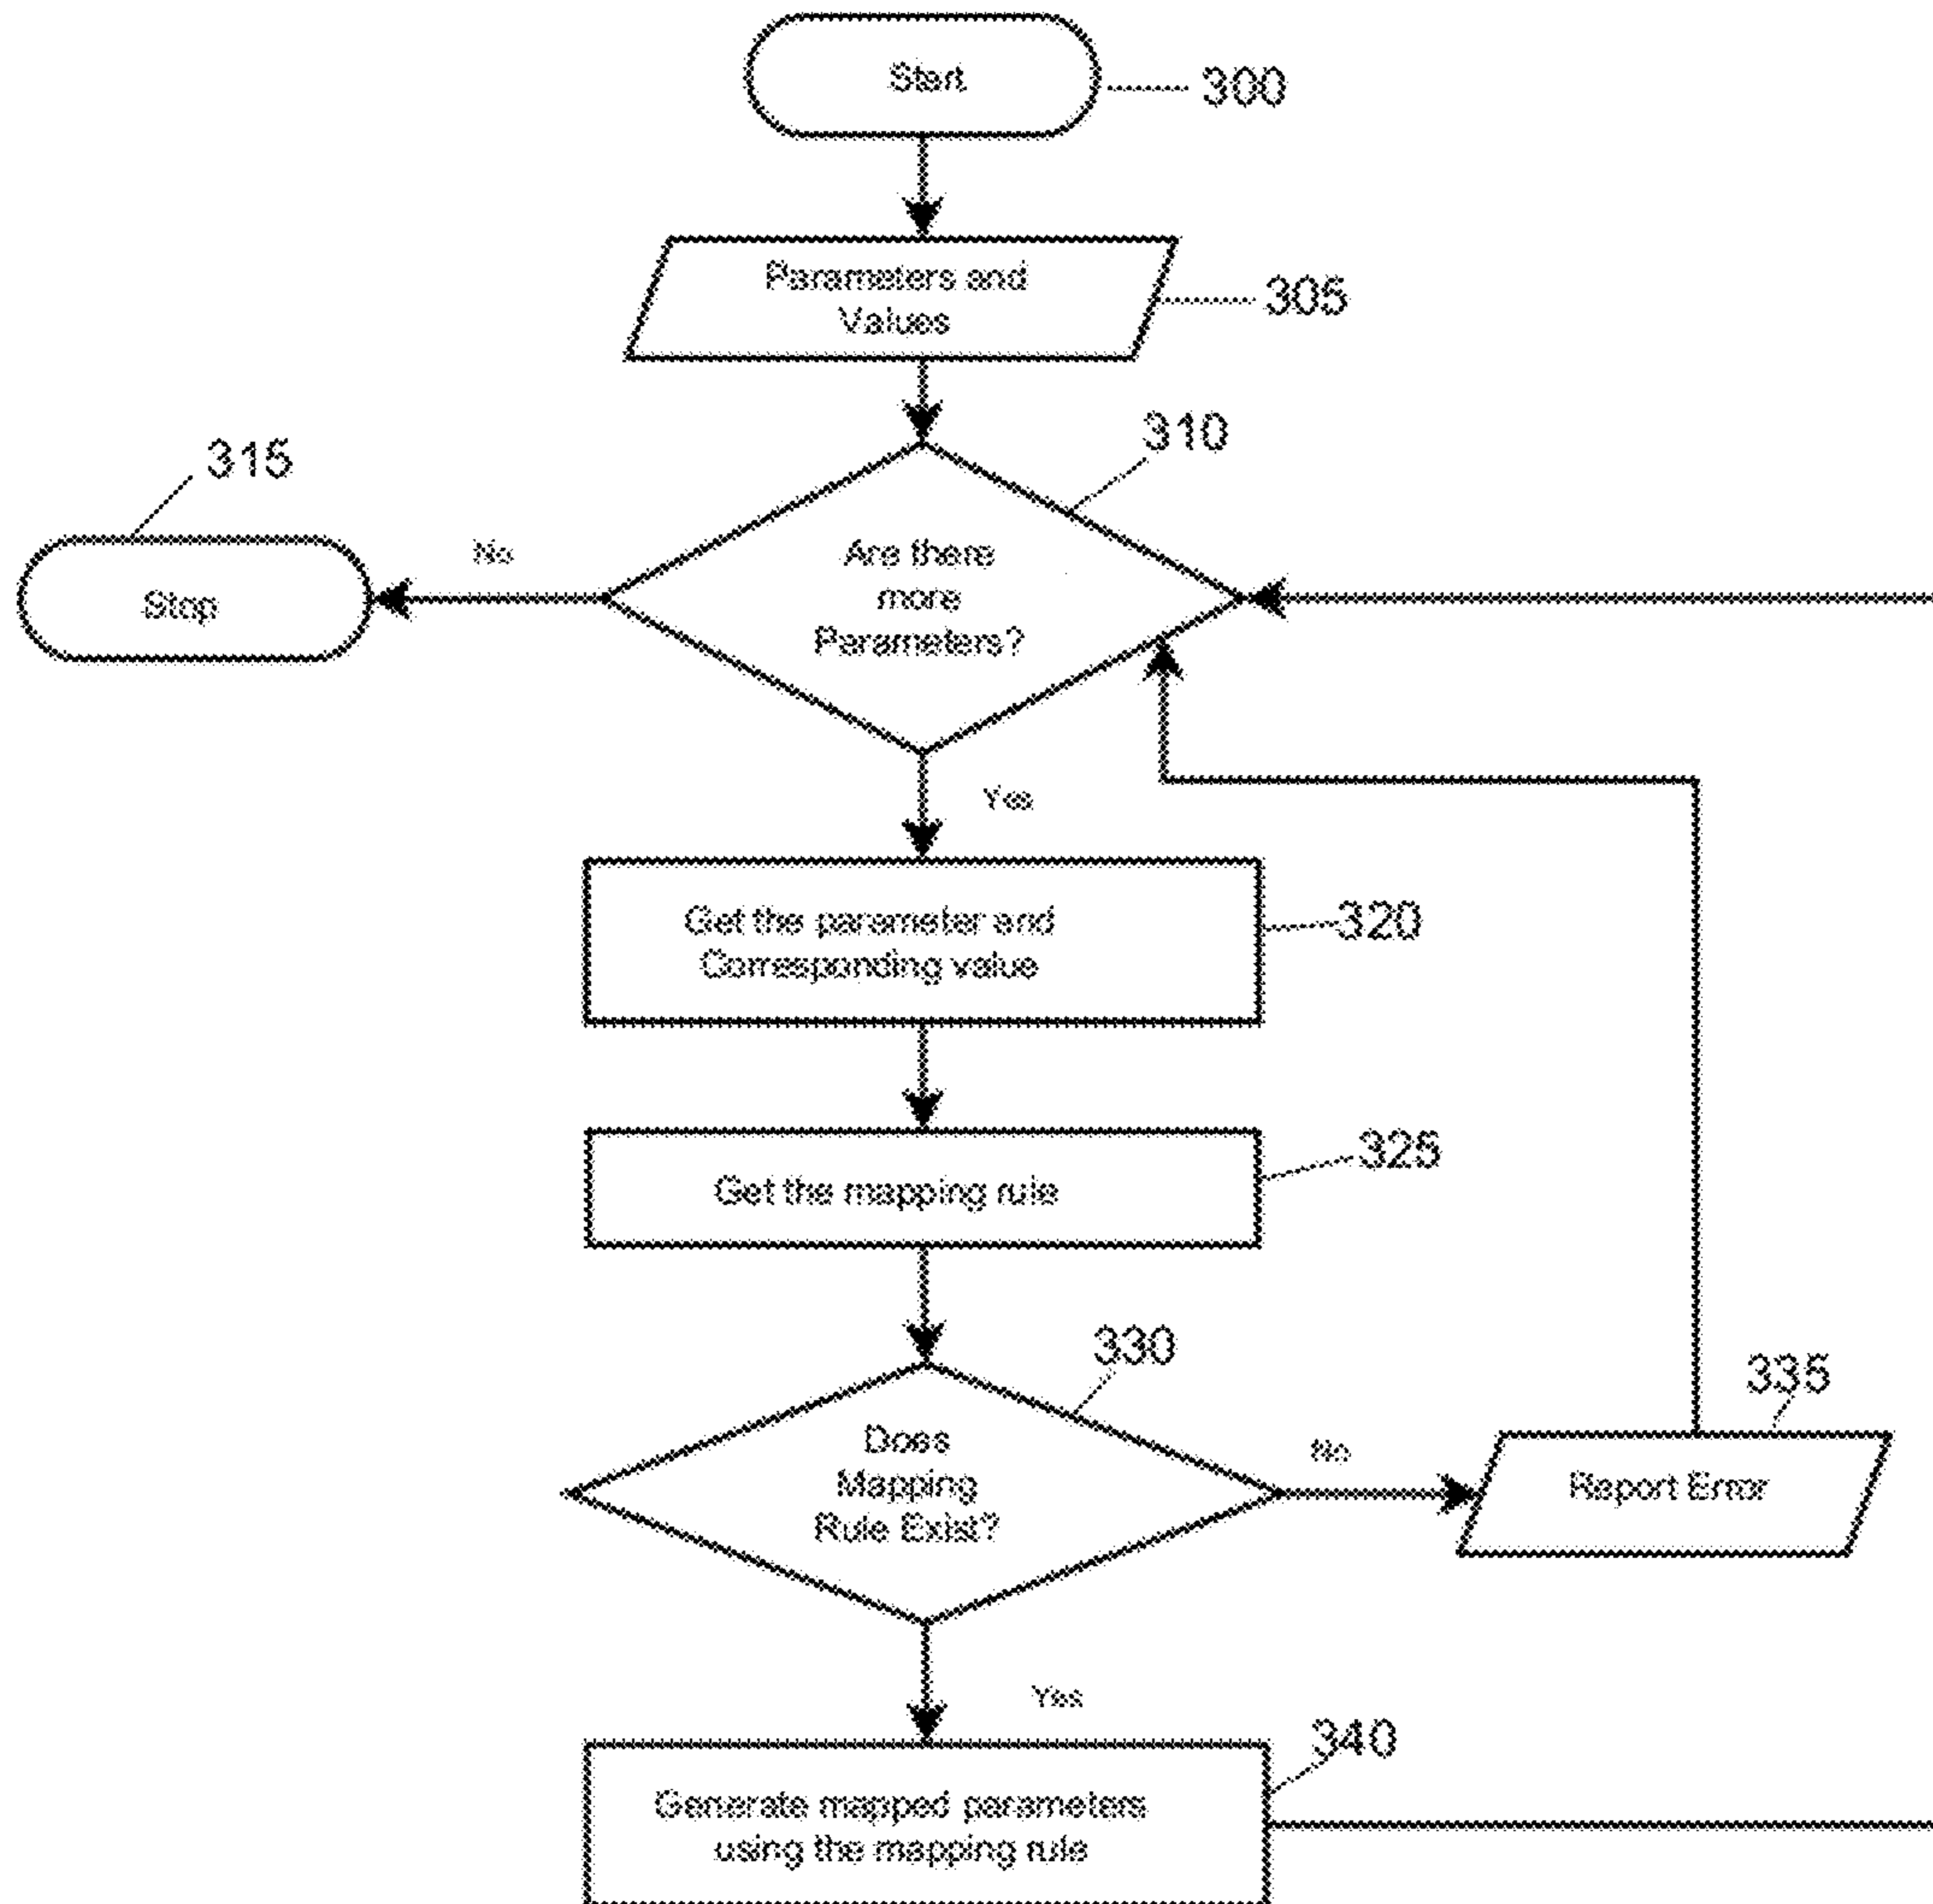 Start
300
Parameters and
Values
305
310
315
Stop
No
Are there
more
Parameters?
Yes
Get the parameter and
Corresponding value
320
Get the mapping rule
325
330
Does
Mapping
Rule Exist?
No
335
Report Error
Yes
340
Generate mapped parameters
using the mapping rule